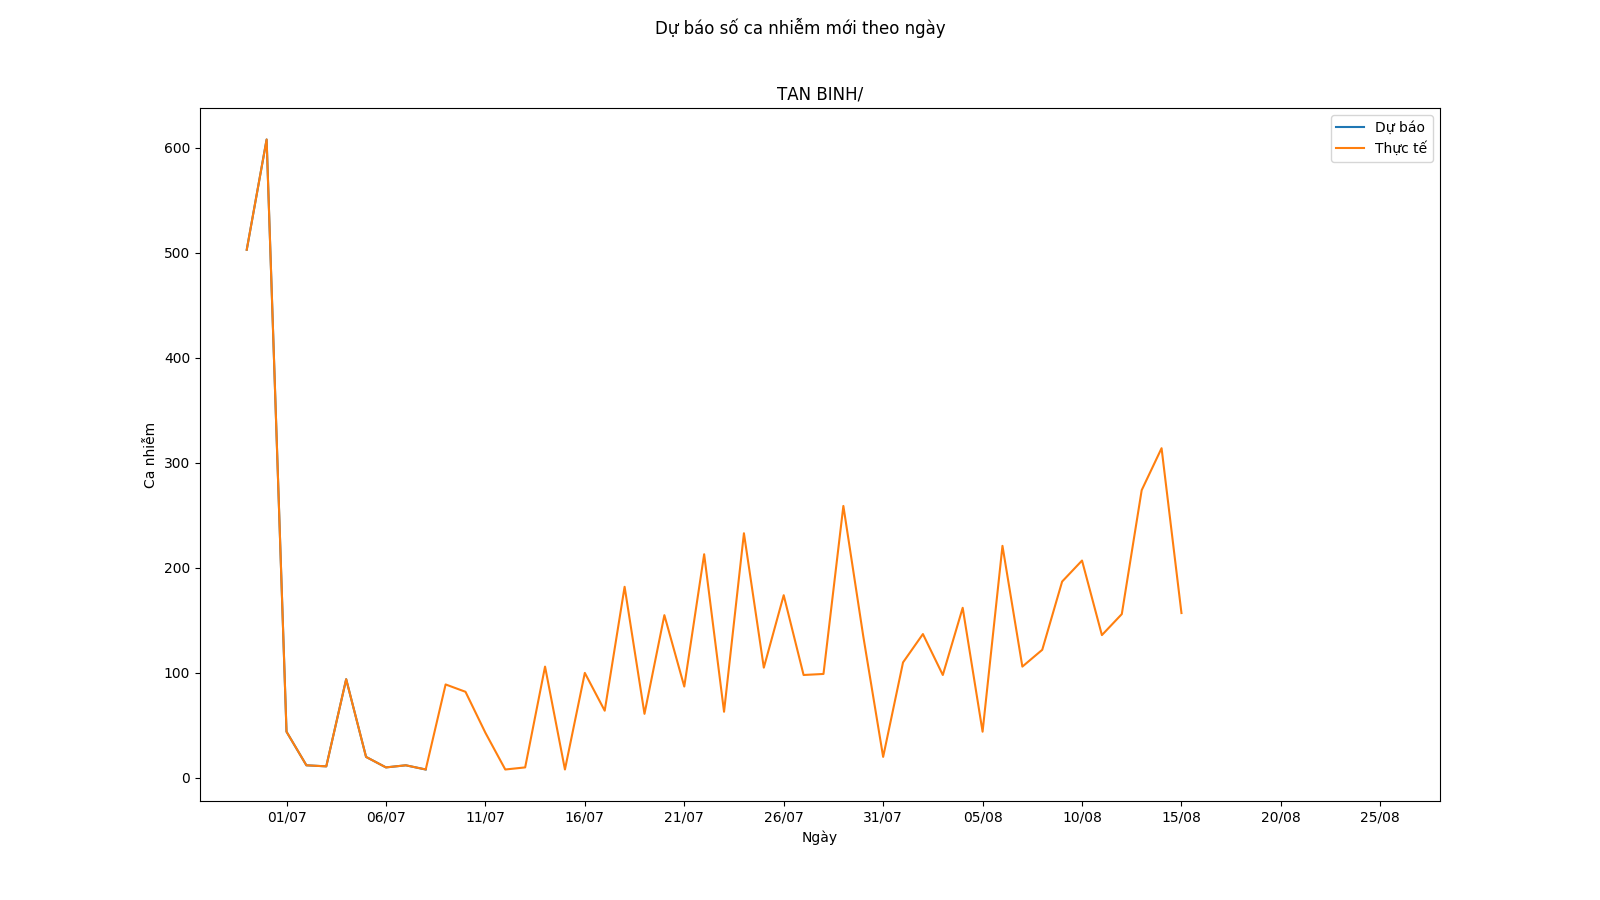 Dự báo số ca nhiễm mới theo ngày
TAN BINH/
Dự báo
Thực tế
600
500
400
300
200
100
0
Ca nhiễm
01/07 06/07 11/07 16/07 21/07 26/07 31/07 05/08 10/08 15/08 20/08 25/08
Ngày